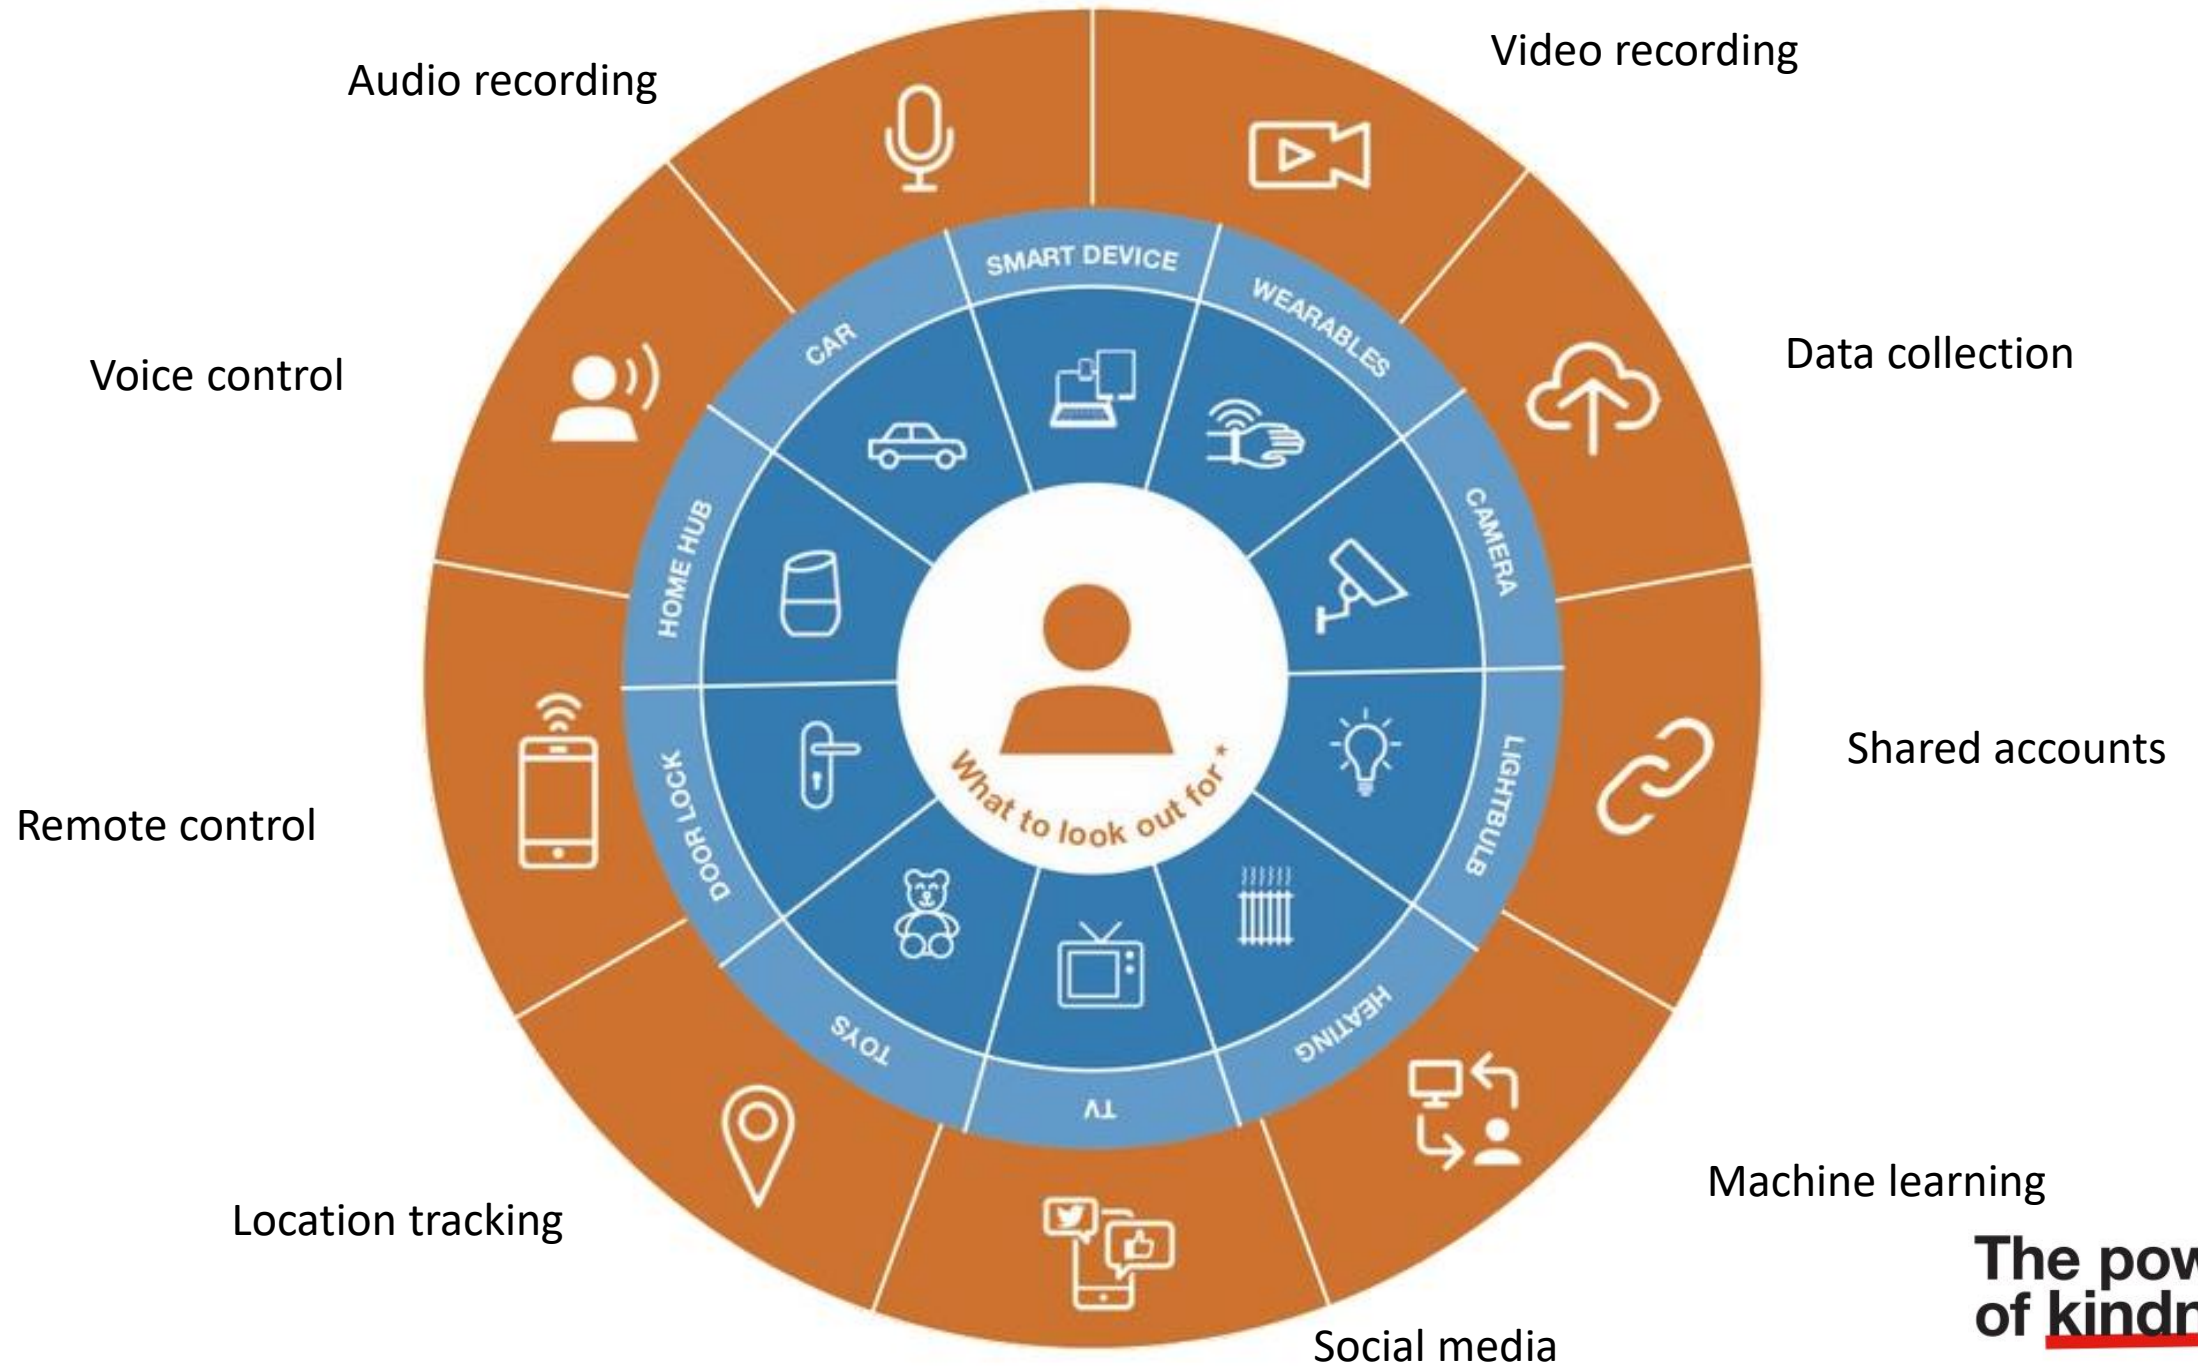 Audio recording
Video recording
Voice control
Data collection
Remote control
Shared accounts
Location tracking
Machine learning
Social media
SMART DEVICE
WEARABLES
CAMERA
LIGHTBULB
HEATING
TV
TOYS
DOOR LOCK
HOME HUB
CAR
What to look out for *
The pow
of kindn